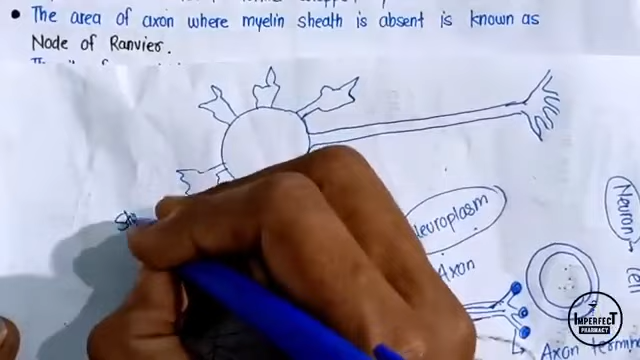 • The area of axon where myelin sheath is absent is known as
Node of Ranvier.
Neuroplasm
Neuron
Axon
Cell
IMPERFECT
PHARMACY
Axon